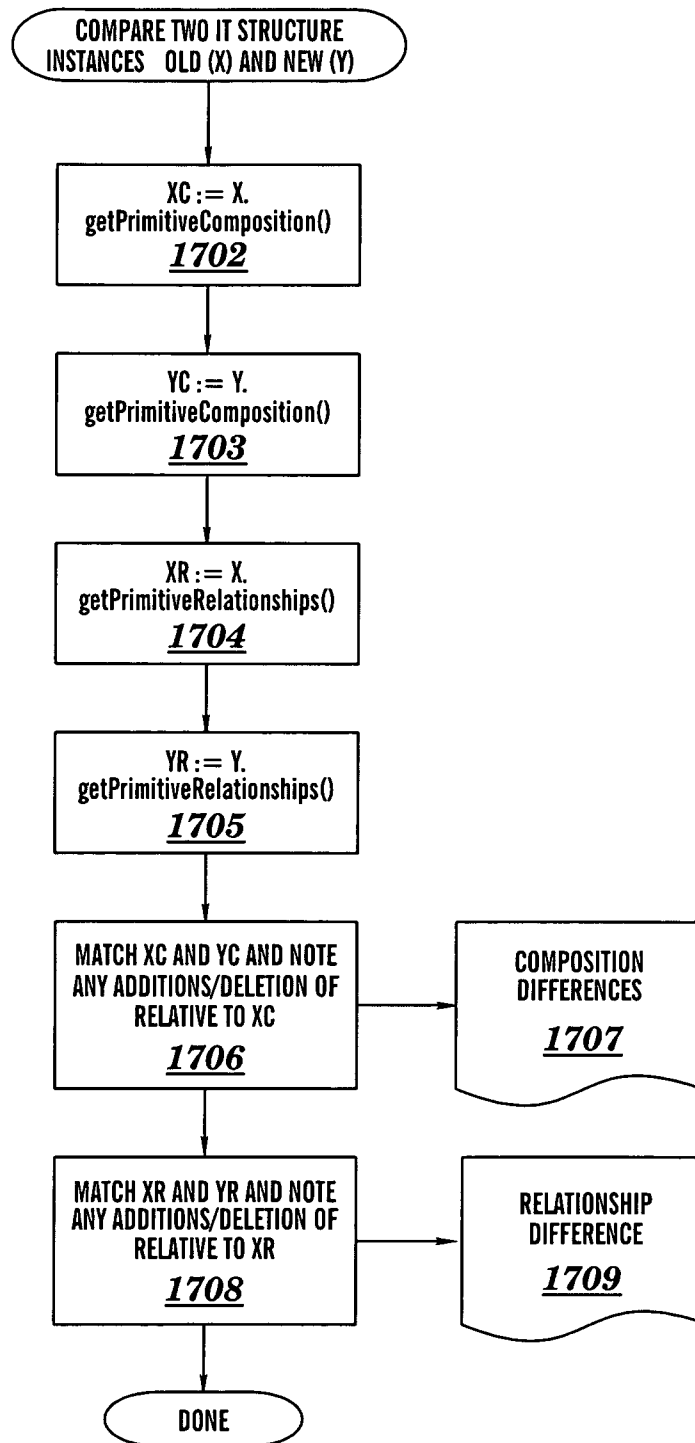 COMPARE TWO IT STRUCTURE
INSTANCES OLD (X) AND NEW (Y)
XC := X.
getPrimitiveComposition()
1702
YC := Y.
getPrimitiveComposition()
1703
XR := X.
getPrimitiveRelationships()
1704
YR := Y.
getPrimitiveRelationships()
1705
MATCH XC AND YC AND NOTE
ANY ADDITIONS/DELETION OF
RELATIVE TO XC
1706
COMPOSITION
DIFFERENCES
1707
MATCH XR AND YR AND NOTE
ANY ADDITIONS/DELETION OF
RELATIVE TO XR
1708
RELATIONSHIP
DIFFERENCE
1709
DONE